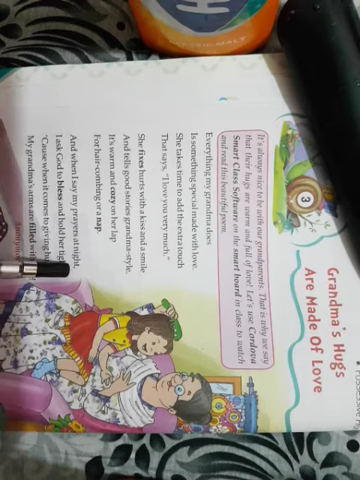 3
Grandma's Hugs
Are Made Of Love
It's always nice to be with our grandparents. That is why we say
that their hugs are warm and full of love! Let's use Cordova
Smart Class Software on the smart board in class to watch
and read this beautiful poem.
Everything my grandma does
Is something special made with love.
She takes time to add the extra touch
That says, "I love you very much."
She fixes hurts with a kiss and a smile
And tells good stories grandma-style.
It's warm and cosy on her lap
For hair-combing or a nap.
And when I say my prayers at night,
I ask God to bless and hold her tight
'Cause when it comes to giving
My grandma's arms are filled